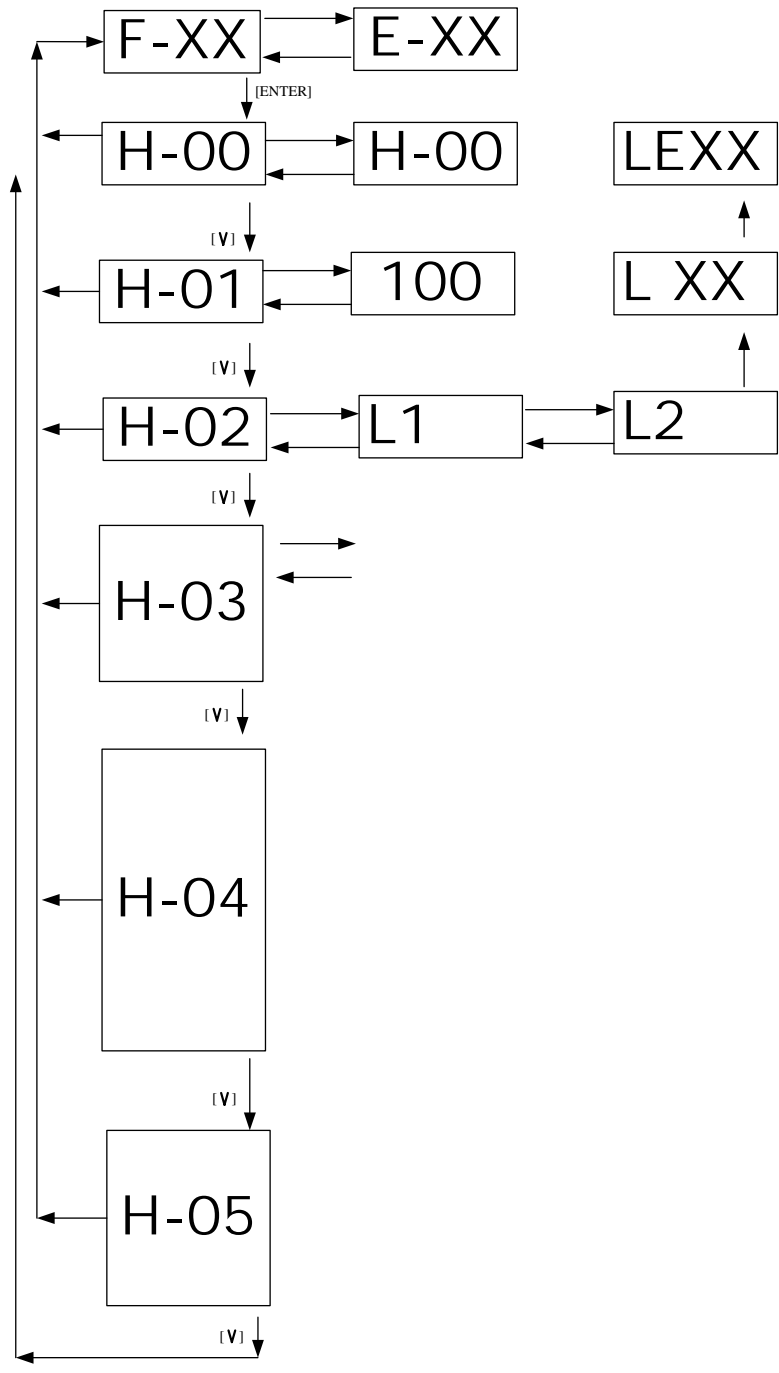 F-XX E-XX
[ENTER]
H-00 H-00 LEXX
[V]
H-01 100 L XX
[V]
H-02 L1 L2
[V]
H-03
[V]
H-04
[V]
H-05
[V]